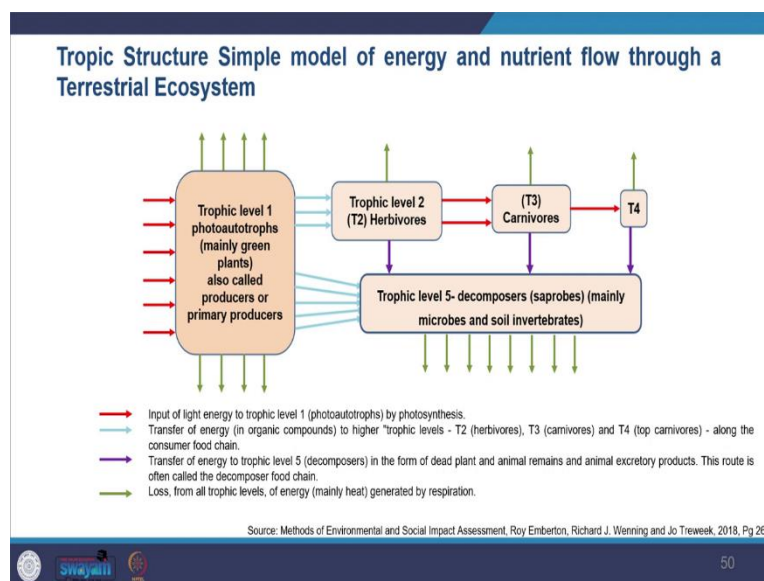 Tropic Structure Simple model of energy and nutrient flow through a
Terrestrial Ecosystem
Trophic level 1
photoautotrophs
(mainly green
plants)
also called
producers or
primary producers
Trophic level 2
(T2) Herbivores
(T3)
Carnivores
T4
Trophic level 5- decomposers (saprobes) (mainly
microbes and soil invertebrates)
Input of light energy to trophic level 1 (photoautotrophs) by photosynthesis.
Transfer of energy (in organic compounds) to higher "trophic levels - T2 (herbivores), T3 (carnivores) and T4 (top carnivores) - along the
consumer food chain.
Transfer of energy to trophic level 5 (decomposers) in the form of dead plant and animal remains and animal excretory products. This route is
often called the decomposer food chain.
Loss, from all trophic levels, of energy (mainly heat) generated by respiration.
Source: Methods of Environmental and Social Impact Assessment, Roy Emberton, Richard J. Wenning and Jo Treweek, 2018, Pg 26
swayam
50